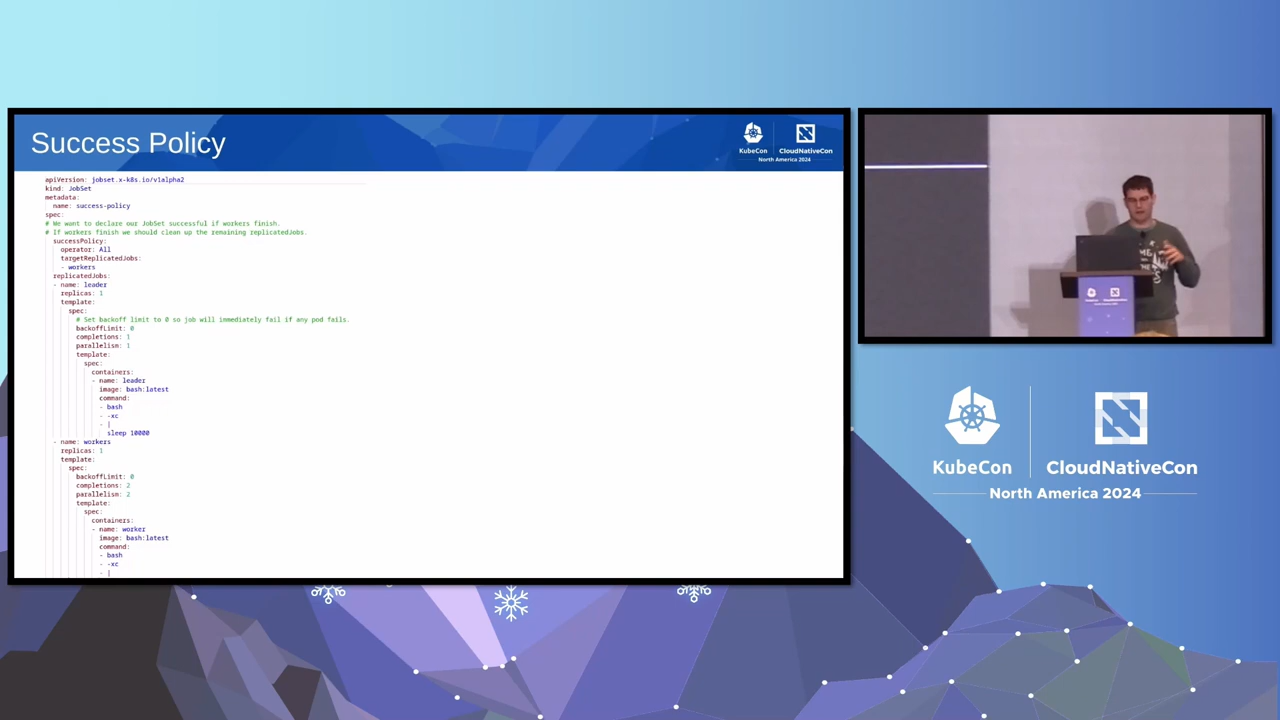 Success Policy
KubeCon
CloudNativeCon
North America 2024
apiVersion: jobset.x-k8s.io/v1alpha2
kind: JobSet
metadata:
  name: success-policy
spec:
# We want to declare our JobSet successful if workers finish.
# If workers finish we should clean up the remaining replicatedJobs.
  successPolicy:
    operator: All
    targetReplicatedJobs:
    - workers
  replicatedJobs:
  - name: leader
    replicas: 1
    template:
      spec:
        # Set backoff limit to 0 so job will immediately fail if any pod fails.
        backoffLimit: 0
        completions: 1
        parallelism: 1
        template:
          spec:
            containers:
            - name: leader
              image: bash:latest
              command:
              - bash
              - -xc
              - |
                sleep 10000
  - name: workers
    replicas: 1
    template:
      spec:
        backoffLimit: 0
        completions: 2
        parallelism: 2
        template:
          spec:
            containers:
            - name: worker
              image: bash:latest
              command:
              - bash
              - -xc
              - |
KubeCon
CloudNativeCon
North America 2024